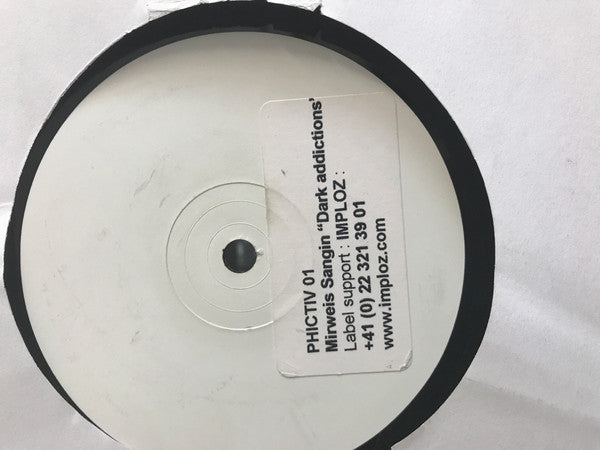 PHICTIV 01
Mirweis Sangin “Dark addictions’
Label support : IMPLOZ :
+41 (0) 22 321 39 01
www.imploz.com